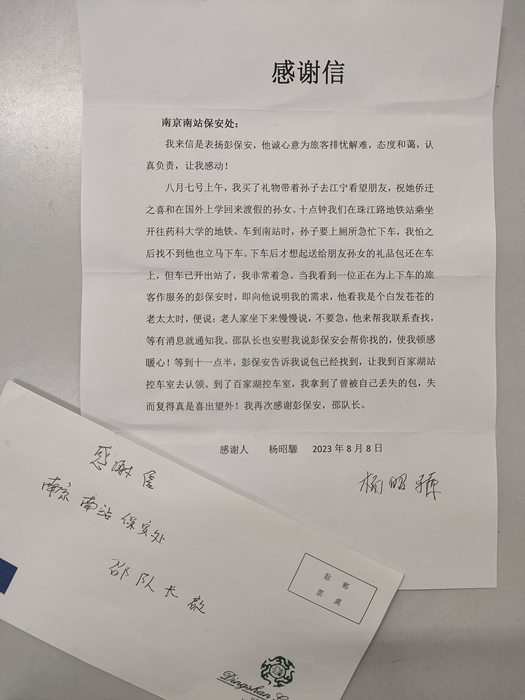 感谢信
南京南站保安处：
我来信是表扬彭保安，他诚心意为旅客排忧解难，态度和蔼，认
真负责，让我感动！
八月七号上午，我买了礼物带着孙子去江宁看望朋友，祝她侨迁
之喜和在国外上学回来渡假的孙女。十点钟我们在珠江路地铁站乘坐
开往药科大学的地铁。车到南站时，孙子要上厕所急忙下车，我怕之
后找不到他也立马下车。下车后才想起送给朋友孙女的礼品包还在车
上，但车已开出站了，我非常着急。当我看到一位正在为上下车的旅
客作服务的彭保安时，即向他说明我的需求，他看我是个白发苍苍的
老太太时，便说：老人家坐下来慢慢说，不要急，他来帮我联系查找，
等有消息就通知我。邵队长也安慰我说彭保安会帮你找的，使我顿感
暖心！等到十一点半，彭保安告诉我说包已经找到，让我到百家湖站
控车室去认领。到了百家湖控车室，我拿到了曾被自己丢失的包，失
而复得真是喜出望外！我再次感谢彭保安，邵队长。
感谢人 杨昭骊 2023年8月8日
杨昭骊
感谢信
南京南站保安处
邵队长敬
贴邮
票处
Dingshan